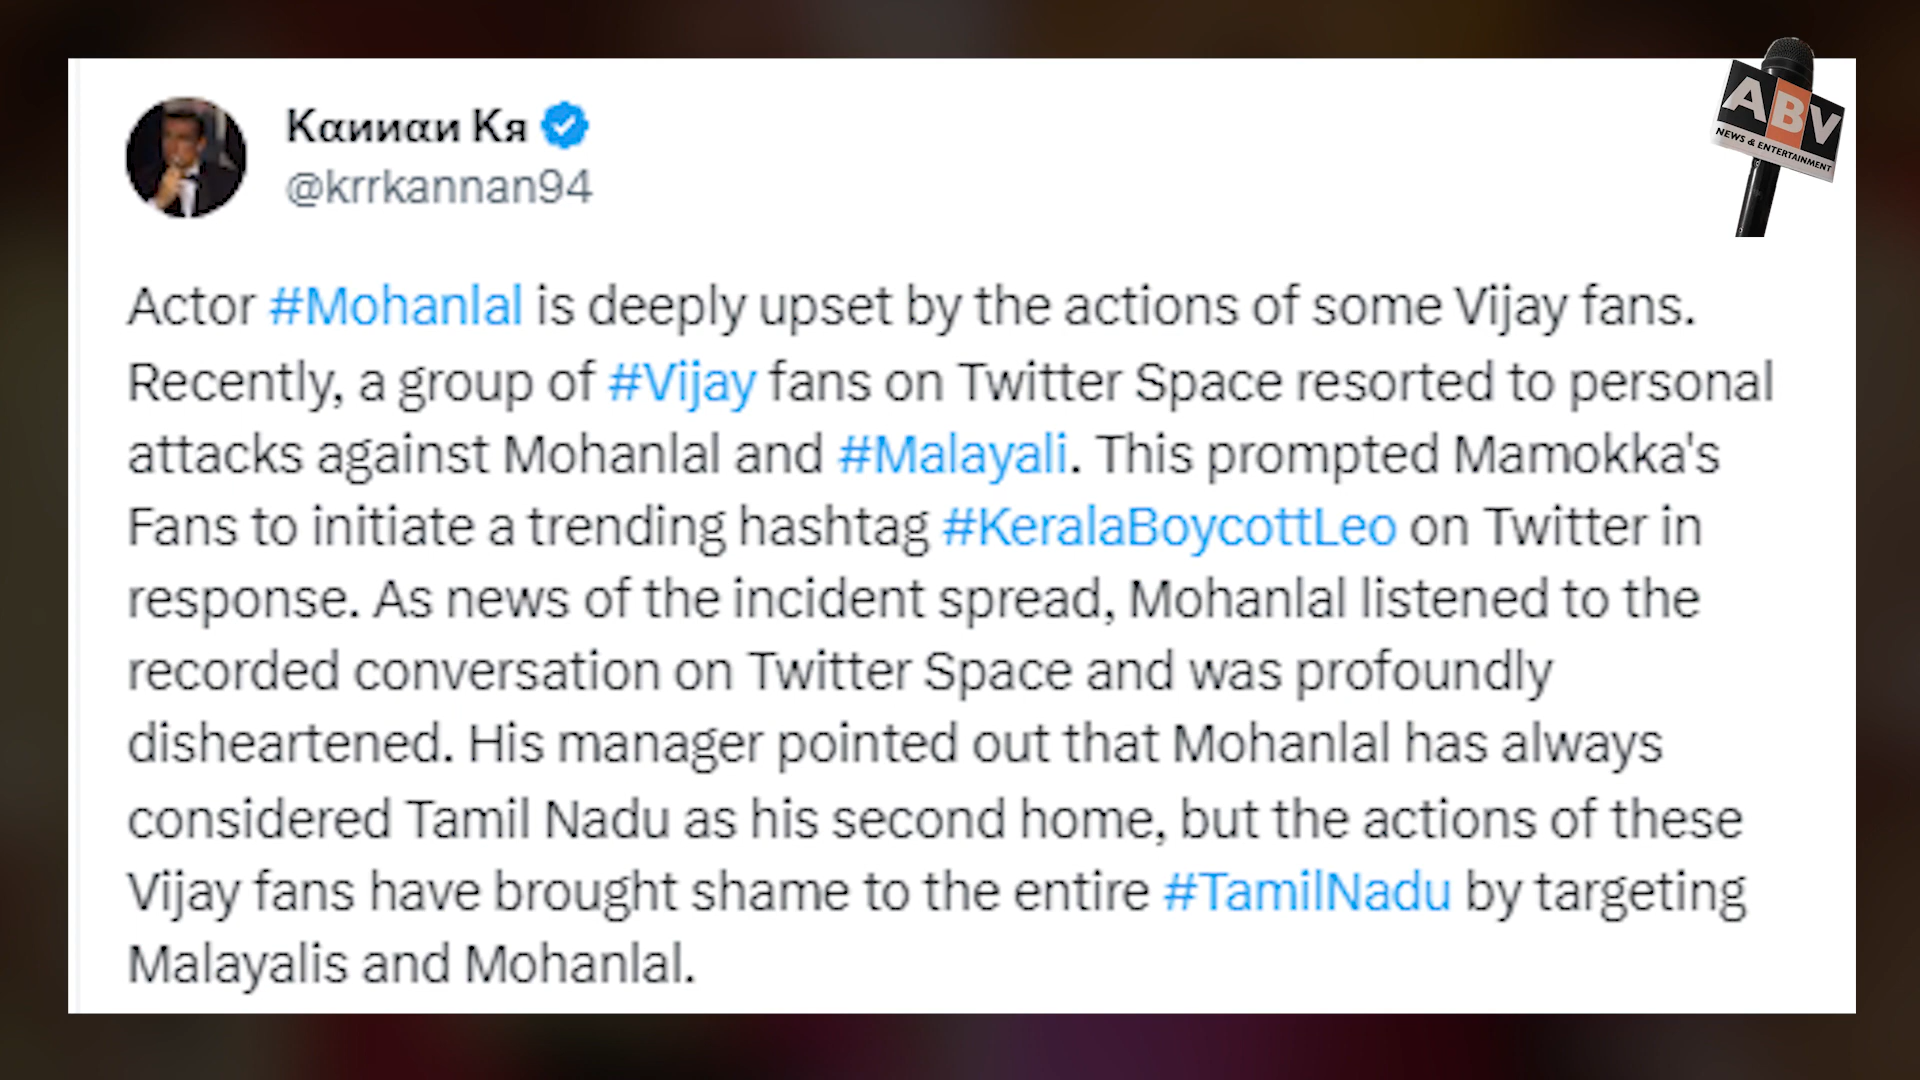 Kαииαи Kя
@krrkannan94
ABV
NEWS & ENTERTAINMENT
Actor #Mohanlal is deeply upset by the actions of some Vijay fans.
Recently, a group of #Vijay fans on Twitter Space resorted to personal
attacks against Mohanlal and #Malayali. This prompted Mamokka's
Fans to initiate a trending hashtag #KeralaBoycottLeo on Twitter in
response. As news of the incident spread, Mohanlal listened to the
recorded conversation on Twitter Space and was profoundly
disheartened. His manager pointed out that Mohanlal has always
considered Tamil Nadu as his second home, but the actions of these
Vijay fans have brought shame to the entire #TamilNadu by targeting
Malayalis and Mohanlal.